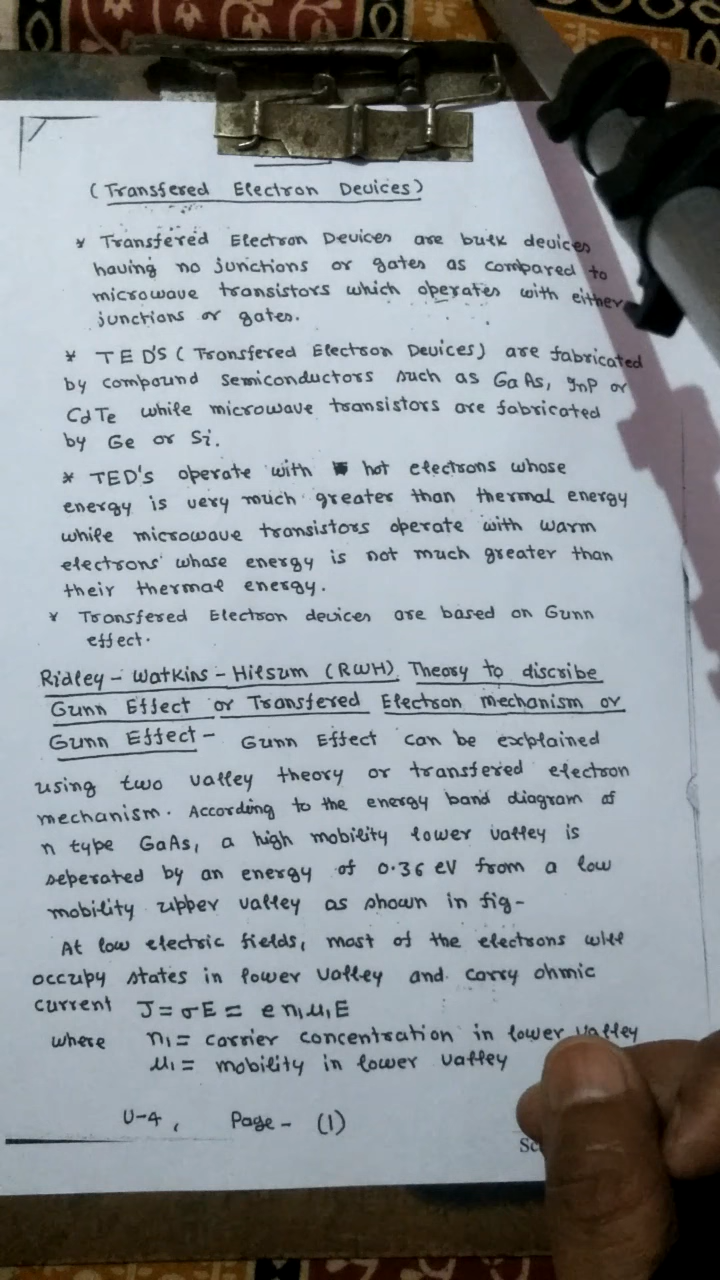 (Transfered Electron Devices)
* Transfered Electron Devices are bulk devices
having no junctions or gates as compared to
microwave transistors which operates with either
junctions or gates.
* TED'S (Transfered Electron Devices) are fabricated
by compound semiconductors such as GaAs, InP or
CdTe while microwave transistors are fabricated
by Ge or Si.
* TED's operate with hot electrons whose
energy is very much greater than thermal energy
while microwave transistors operate with warm
electrons whose energy is not much greater than
their thermal energy.
* Transfered Electron devices are based on Gunn
effect.
Ridley - Watkins - Hilsum (RWH) Theory to discribe
Gunn Effect or Transfered Electron mechanism or
Gunn Effect - Gunn Effect can be explained
using two valley theory or transfered electron
mechanism. According to the energy band diagram of
n type GaAs, a high mobility lower valley is
seperated by an energy of 0.36 eV from a low
mobility upper valley as shown in fig-
At low electric fields, most of the electrons will
occupy states in lower valley and carry ohmic
current J = σE = e n₁ μ₁ E
where n₁ = carrier concentration in lower valley
μ₁ = mobility in lower valley
U-4, Page - (1)